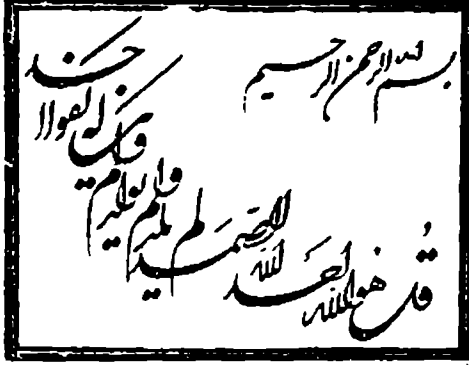 بسم الله الرحمن الرحيم
قل هو الله احد الله الصمد لم يلد ولم يولد ولم يكن له كفوا احد